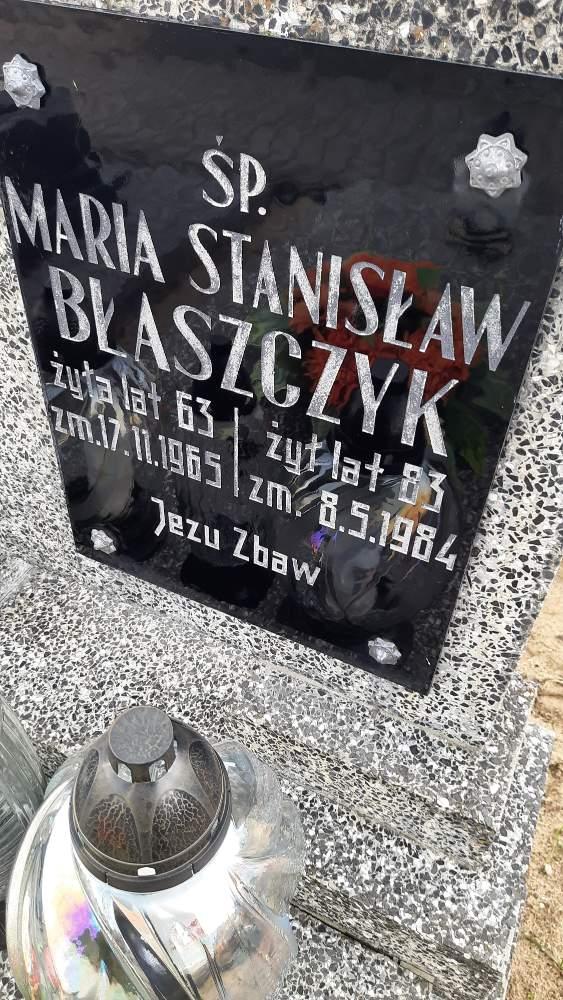 ŚP.
MARIA STANISŁAW
BŁASZCZYK
żyła lat 63 | żył lat 83
zm. 17.11.1965 | zm. 8.5.1984
Jezu Zbaw